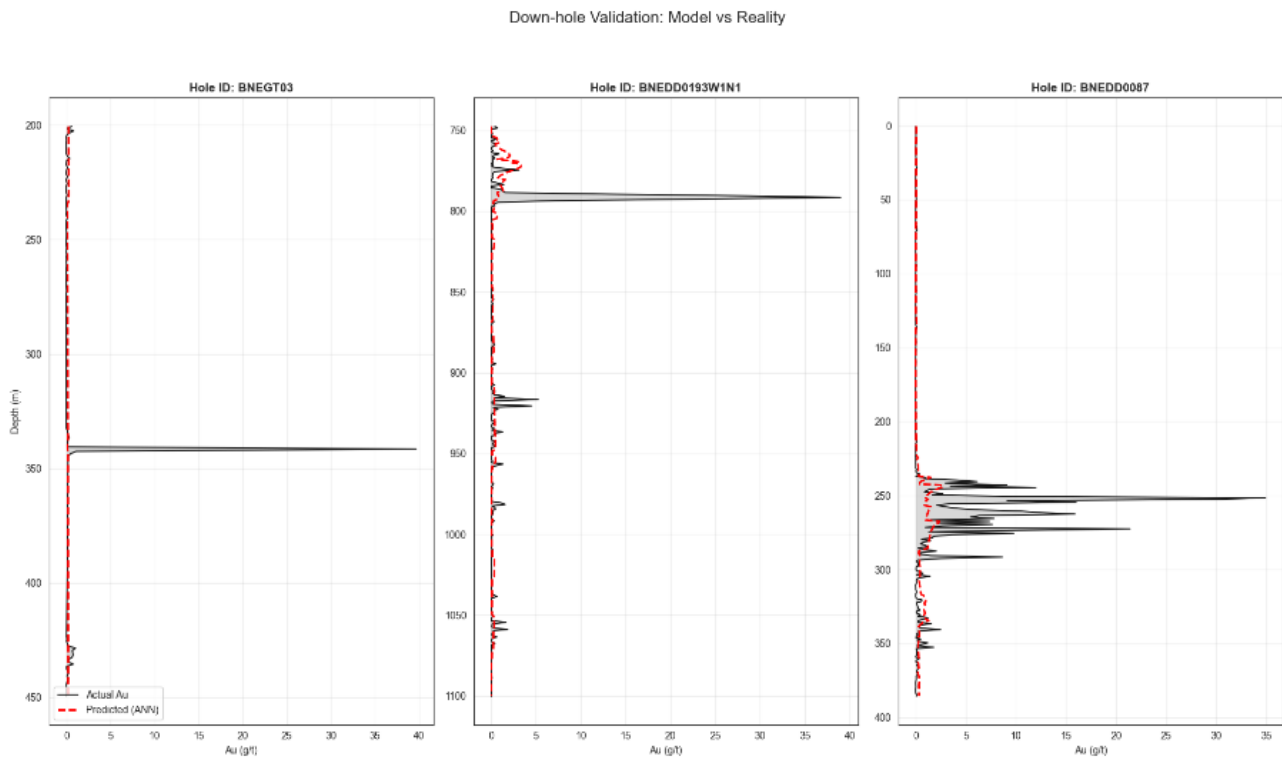 Down-hole Validation: Model vs Reality
Hole ID: BNEGT03
200
250
300
350
400
450
Depth (m)
Actual Au
Predicted (ANN)
0 5 10 15 20 25 30 35 40
Au (g/t)
Hole ID: BNEDD0193W1N1
750
800
850
900
950
1000
1050
1100
0 5 10 15 20 25 30 35 40
Au (g/t)
Hole ID: BNEDD0087
0
50
100
150
200
250
300
350
400
0 5 10 15 20 25 30 35
Au (g/t)